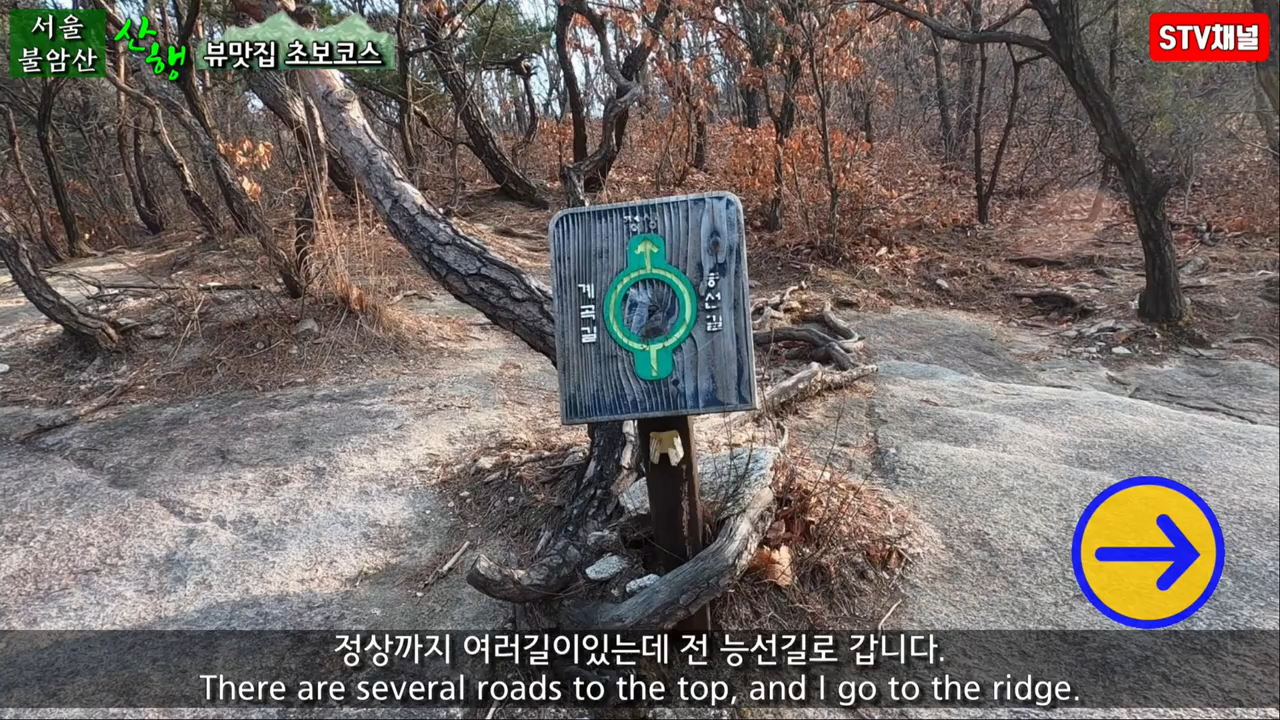 서울
불암산
산행
뷰맛집 초보코스
STV채널
정상
계곡길
능선길
정상까지 여러길이있는데 전 능선길로 갑니다.
There are several roads to the top, and I go to the ridge.